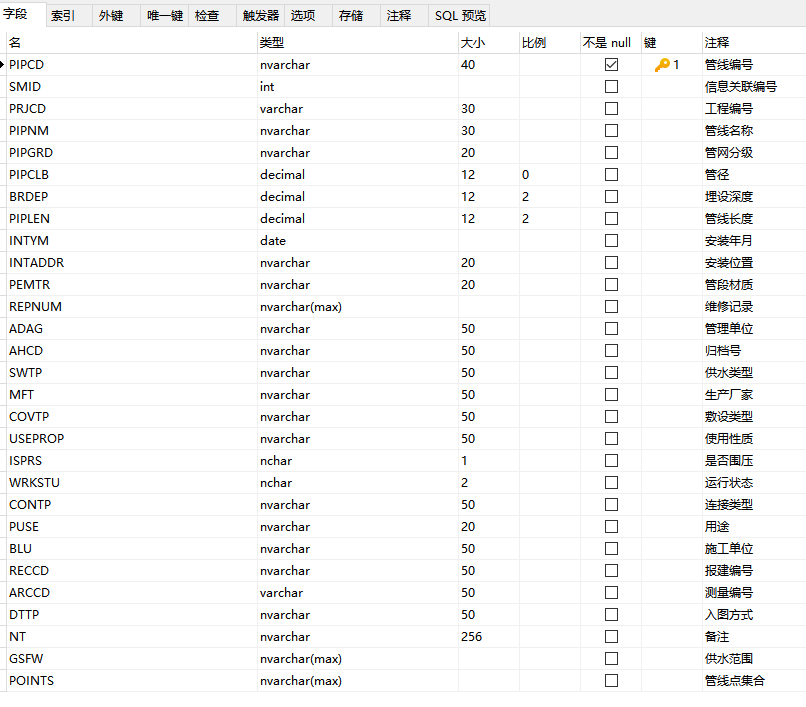 字段 索引 外键 唯一键 检查 触发器 选项 存储 注释 SQL 预览
名 类型 大小 比例 不是 null 键 注释
PIPCD nvarchar 40 1 管线编号
SMID int 信息关联编号
PRJCD varchar 30 工程编号
PIPNM nvarchar 30 管线名称
PIPGRD nvarchar 20 管网分级
PIPCLB decimal 12 0 管径
BRDEP decimal 12 2 埋设深度
PIPLEN decimal 12 2 管线长度
INTYM date 安装年月
INTADDR nvarchar 20 安装位置
PEMTR nvarchar 20 管段材质
REPNUM nvarchar(max) 维修记录
ADAG nvarchar 50 管理单位
AHCD nvarchar 50 归档号
SWTP nvarchar 50 供水类型
MFT nvarchar 50 生产厂家
COVTP nvarchar 50 敷设类型
USEPROP nvarchar 50 使用性质
ISPRS nchar 1 是否围压
WRKSTU nchar 2 运行状态
CONTP nvarchar 50 连接类型
PUSE nvarchar 20 用途
BLU nvarchar 50 施工单位
RECCD nvarchar 50 报建编号
ARCCD varchar 50 测量编号
DTTP nvarchar 50 入图方式
NT nvarchar 256 备注
GSFW nvarchar(max) 供水范围
POINTS nvarchar(max) 管线点集合